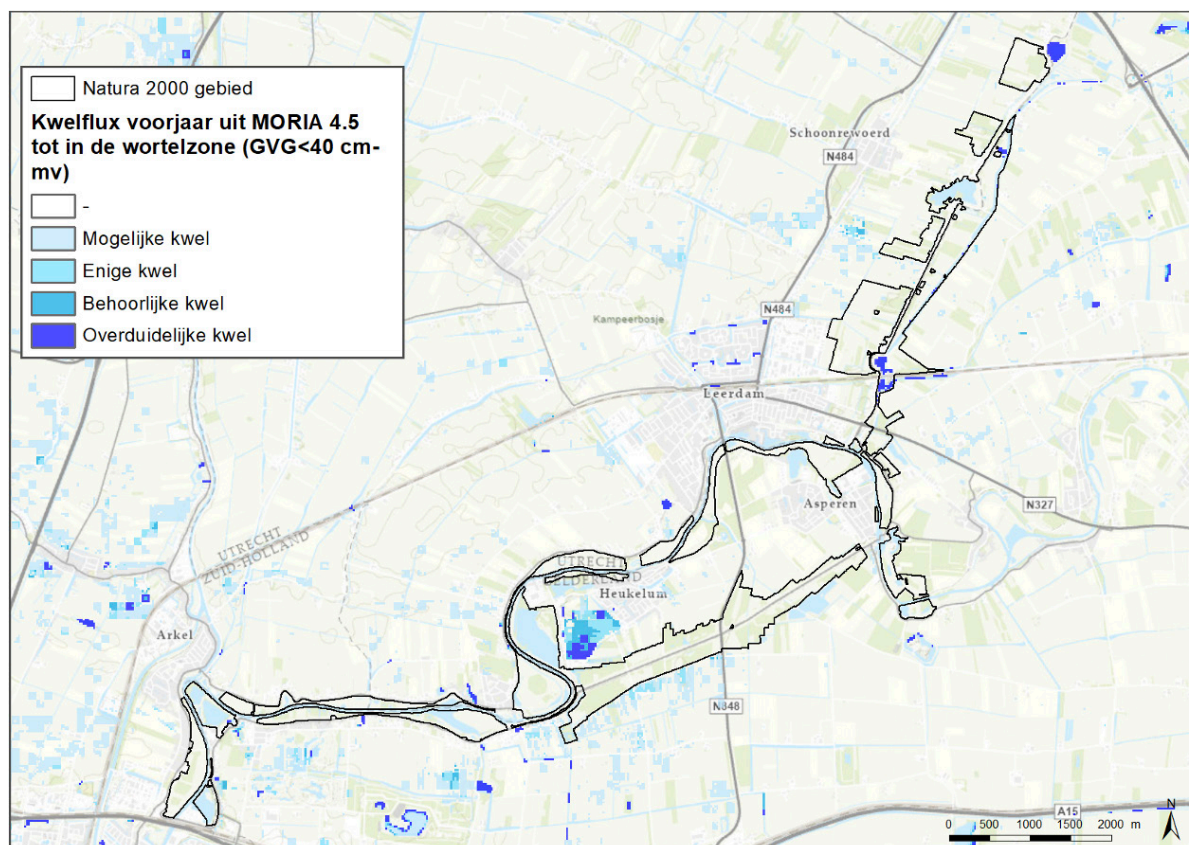 Natura 2000 gebied
Kwelflux voorjaar uit MORIA 4.5
tot in de wortelzone (GVG<40 cm-
mv)
-
Mogelijke kwel
Enige kwel
Behoorlijke kwel
Overduidelijke kwel
Schoonrewoerd
N484
N484
Kampeerbosje
Leerdam
N327
Asperen
UTRECHT
ZUID-HOLLAND
UTRECHT
GELDERLAND
Heukelum
Arkel
N848
A15
N
0 500 1000 1500 2000 m